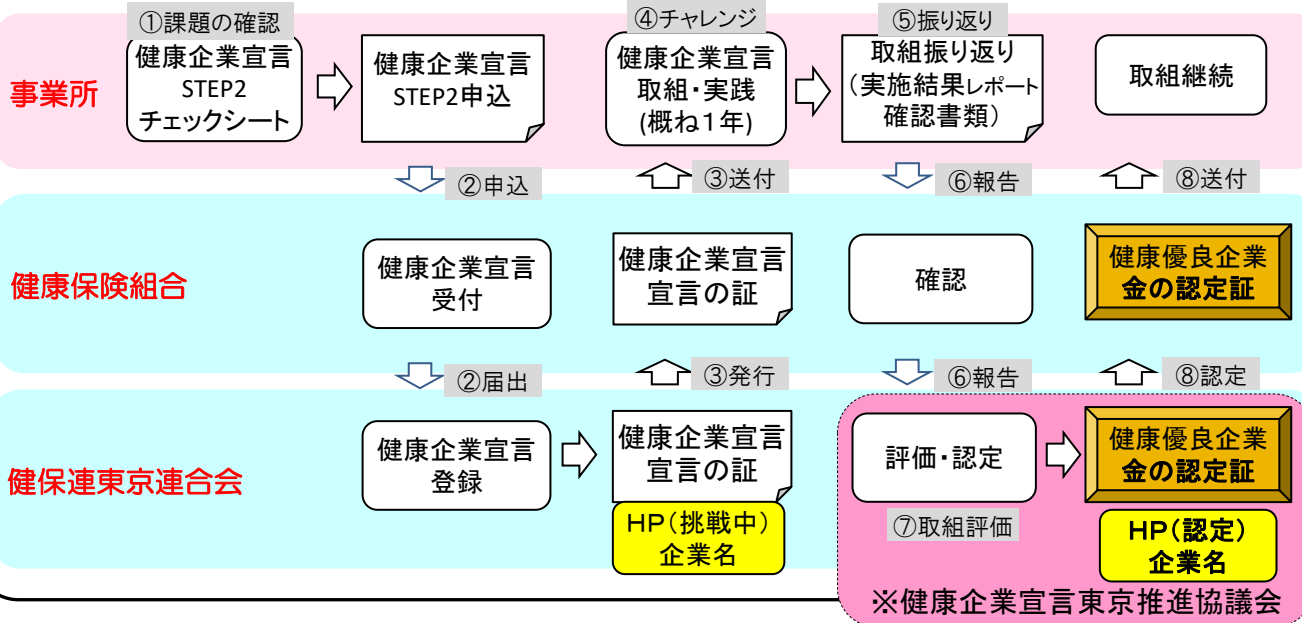 ①課題の確認
健康企業宣言
STEP2
チェックシート
健康企業宣言
STEP2申込
④チャレンジ
健康企業宣言
取組・実践
(概ね1年)
⑤振り返り
取組振り返り
(実施結果レポート
確認書類)
取組継続
事業所
②申込
③送付
⑥報告
⑧送付
健康保険組合
健康企業宣言
受付
健康企業宣言
宣言の証
確認
健康優良企業
金の認定証
②届出
③発行
⑥報告
⑧認定
健保連東京連合会
健康企業宣言
登録
健康企業宣言
宣言の証
HP(挑戦中)
企業名
評価・認定
⑦取組評価
健康優良企業
金の認定証
HP(認定)
企業名
※健康企業宣言東京推進協議会